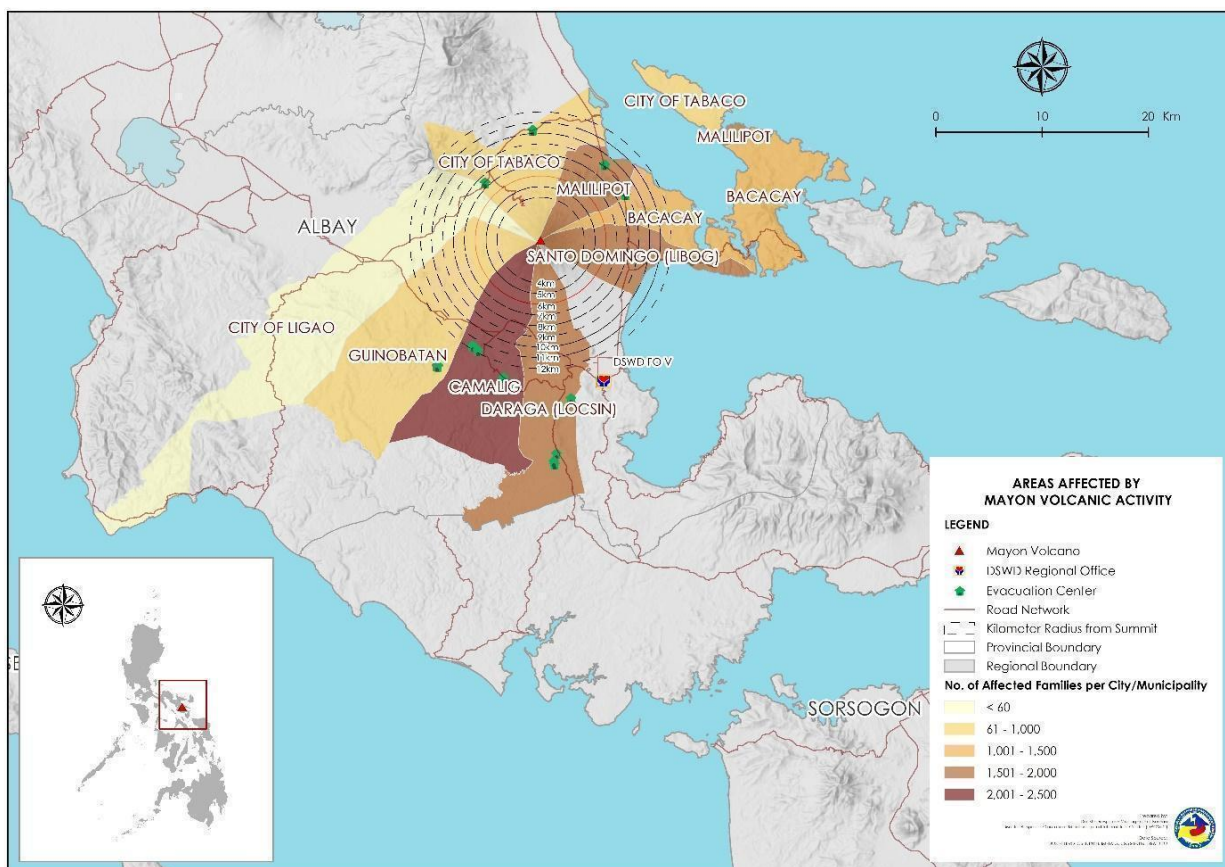 CITY OF TABACO
MALILIPOT
BACACAY
0 10 20 Km
CITY OF TABACO
MALILIPOT
BACACAY
ALBAY
SANTO DOMINGO (LIBOG)
4km
5km
6km
7km
8km
9km
10km
11km
12km
CITY OF LIGAO
GUINOBATAN
CAMALIG
DARAGA (LOCSIN)
DSWD FO V
SORSOGON
SE
AREAS AFFECTED BY
MAYON VOLCANIC ACTIVITY
LEGEND
Mayon Volcano
DSWD Regional Office
Evacuation Center
Road Network
Kilometer Radius from Summit
Provincial Boundary
Regional Boundary
No. of Affected Families per City/Municipality
< 60
61 - 1,000
1,001 - 1,500
1,501 - 2,000
2,001 - 2,500